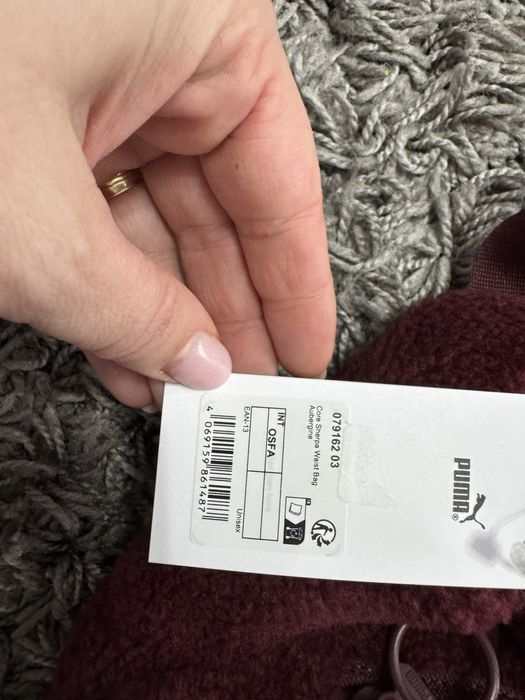 PUMA®
079162 03
Core Sherpa Waist Bag
Aubergine
INT
OSFA
EAN-13
Unisex
4 069159 861487